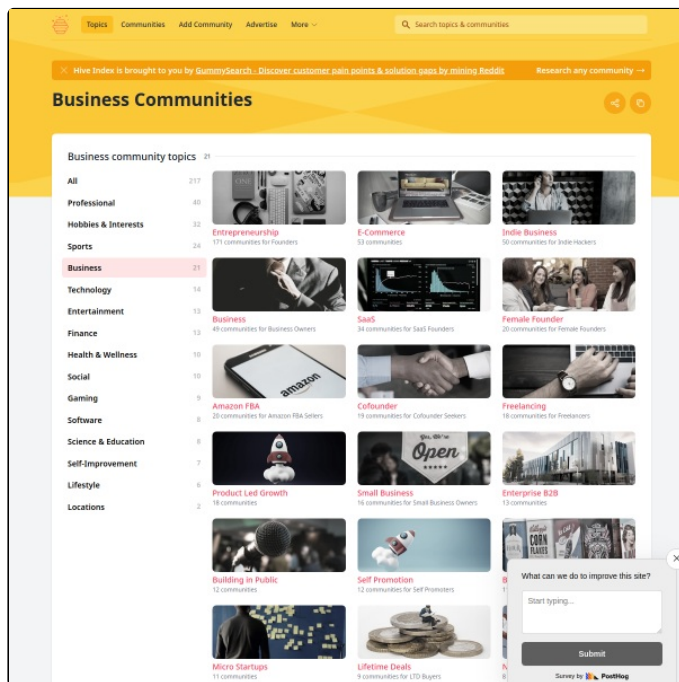 Topics
Communities
Add Community
Advertise
More
Search topics & communities
Hive Index is brought to you by GummySearch - Discover customer pain points & solution gaps by mining Reddit
Research any community →
Business Communities
Business community topics 21
All 217
Professional 40
Hobbies & Interests 32
Sports 24
Business 21
Technology 14
Entertainment 13
Finance 13
Health & Wellness 10
Social 10
Gaming 9
Software 8
Science & Education 8
Self-Improvement 7
Lifestyle 6
Locations 2
Entrepreneurship
171 communities for Founders
E-Commerce
53 communities
Indie Business
50 communities for Indie Hackers
Business
49 communities for Business Owners
SaaS
34 communities for SaaS Founders
Female Founder
20 communities for Female Founders
amazon
Amazon FBA
20 communities for Amazon FBA Sellers
Cofounder
19 communities for Cofounder Seekers
Freelancing
18 communities for Freelancers
Product Led Growth
18 communities
Yes, We're
Open
Small Business
16 communities for Small Business Owners
Enterprise B2B
13 communities
Building in Public
12 communities
Self Promotion
12 communities for Self Promoters
Kellogg's
CORN
FLAKES
Micro Startups
11 communities
Lifetime Deals
9 communities for LTD Buyers
What can we do to improve this site?
Start typing...
Submit
Survey by PostHog